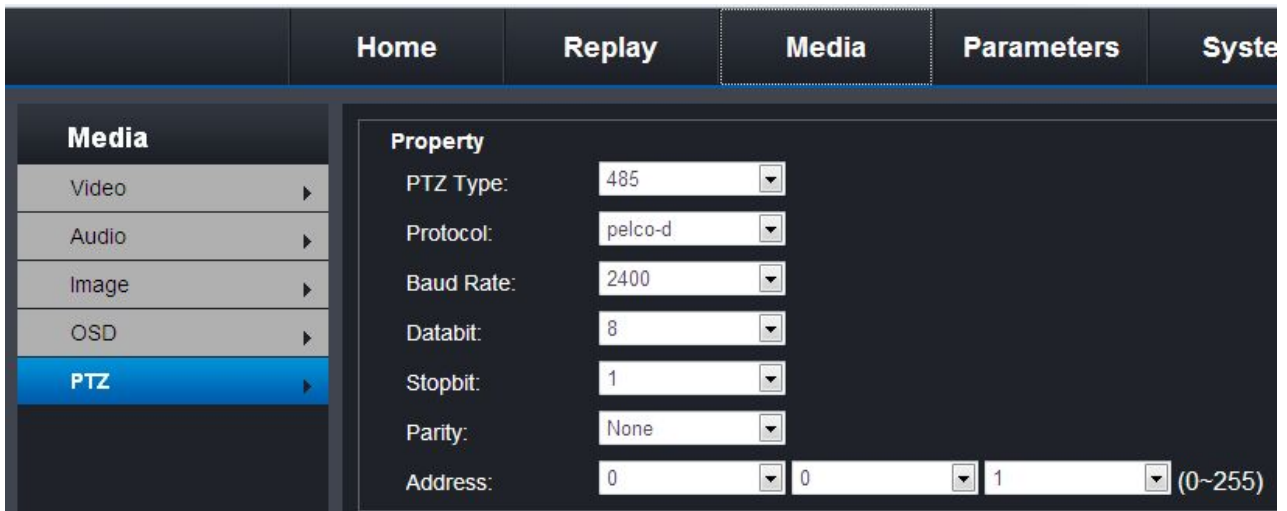 Home Replay Media Parameters Syste
Media
Video
Audio
Image
OSD
PTZ
Property
PTZ Type: 485
Protocol: pelco-d
Baud Rate: 2400
Databit: 8
Stopbit: 1
Parity: None
Address: 0 0 1 (0~255)